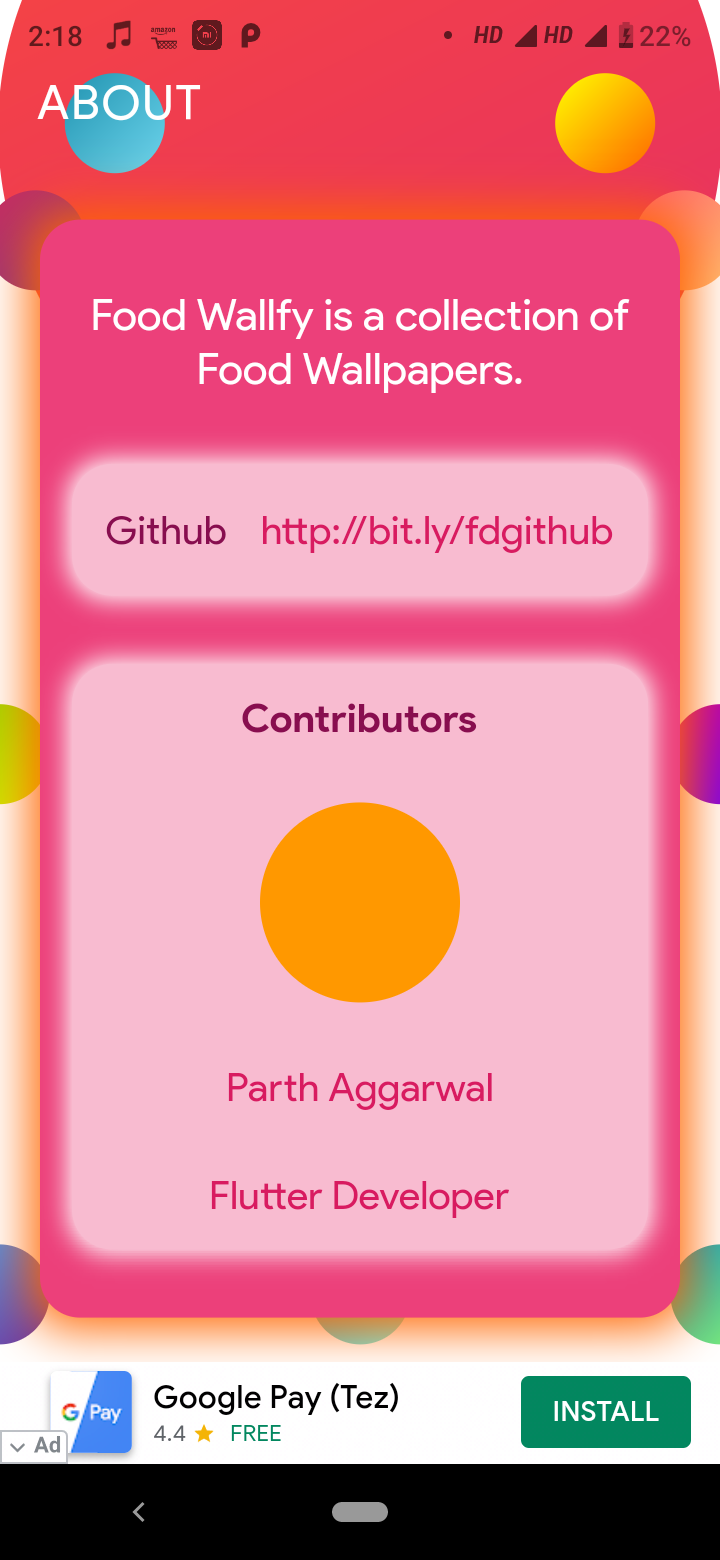 2:18 amazon mi P HD HD 22%
ABOUT
Food Wallfy is a collection of
Food Wallpapers.
Github http://bit.ly/fdgithub
Contributors
Parth Aggarwal
Flutter Developer
G Pay Google Pay (Tez) INSTALL
4.4 FREE
Ad